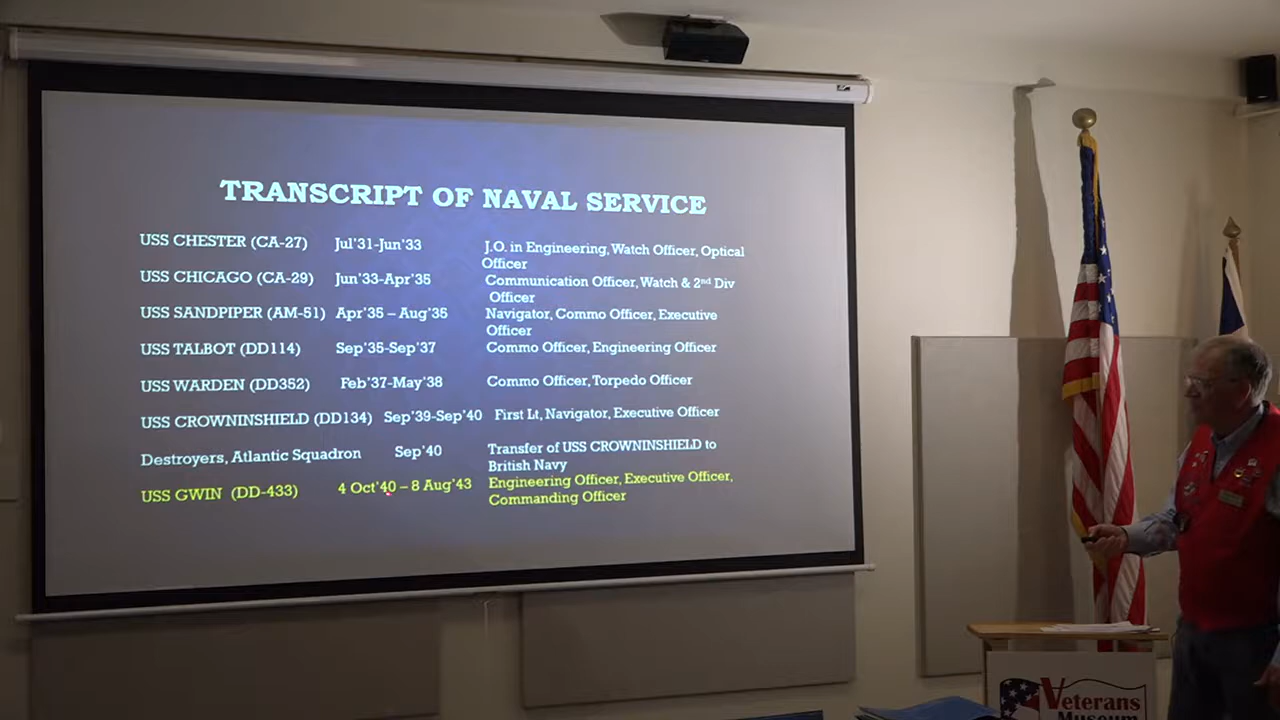 TRANSCRIPT OF NAVAL SERVICE
USS CHESTER (CA-27) Jul'31-Jun'33 J.O. in Engineering, Watch Officer, Optical
Officer
USS CHICAGO (CA-29) Jun'33-Apr'35 Communication Officer, Watch & 2nd Div
Officer
USS SANDPIPER (AM-51) Apr'35 – Aug'35 Navigator, Commo Officer, Executive
Officer
USS TALBOT (DD114) Sep'35-Sep'37 Commo Officer, Engineering Officer
USS WARDEN (DD352) Feb'37-May'38 Commo Officer, Torpedo Officer
USS CROWNINSHIELD (DD134) Sep'39-Sep'40 First Lt, Navigator, Executive Officer
Destroyers, Atlantic Squadron Sep'40 Transfer of USS CROWNINSHIELD to
British Navy
USS GWIN (DD-433) 4 Oct'40 – 8 Aug'43 Engineering Officer, Executive Officer,
Commanding Officer
Veterans
Museum